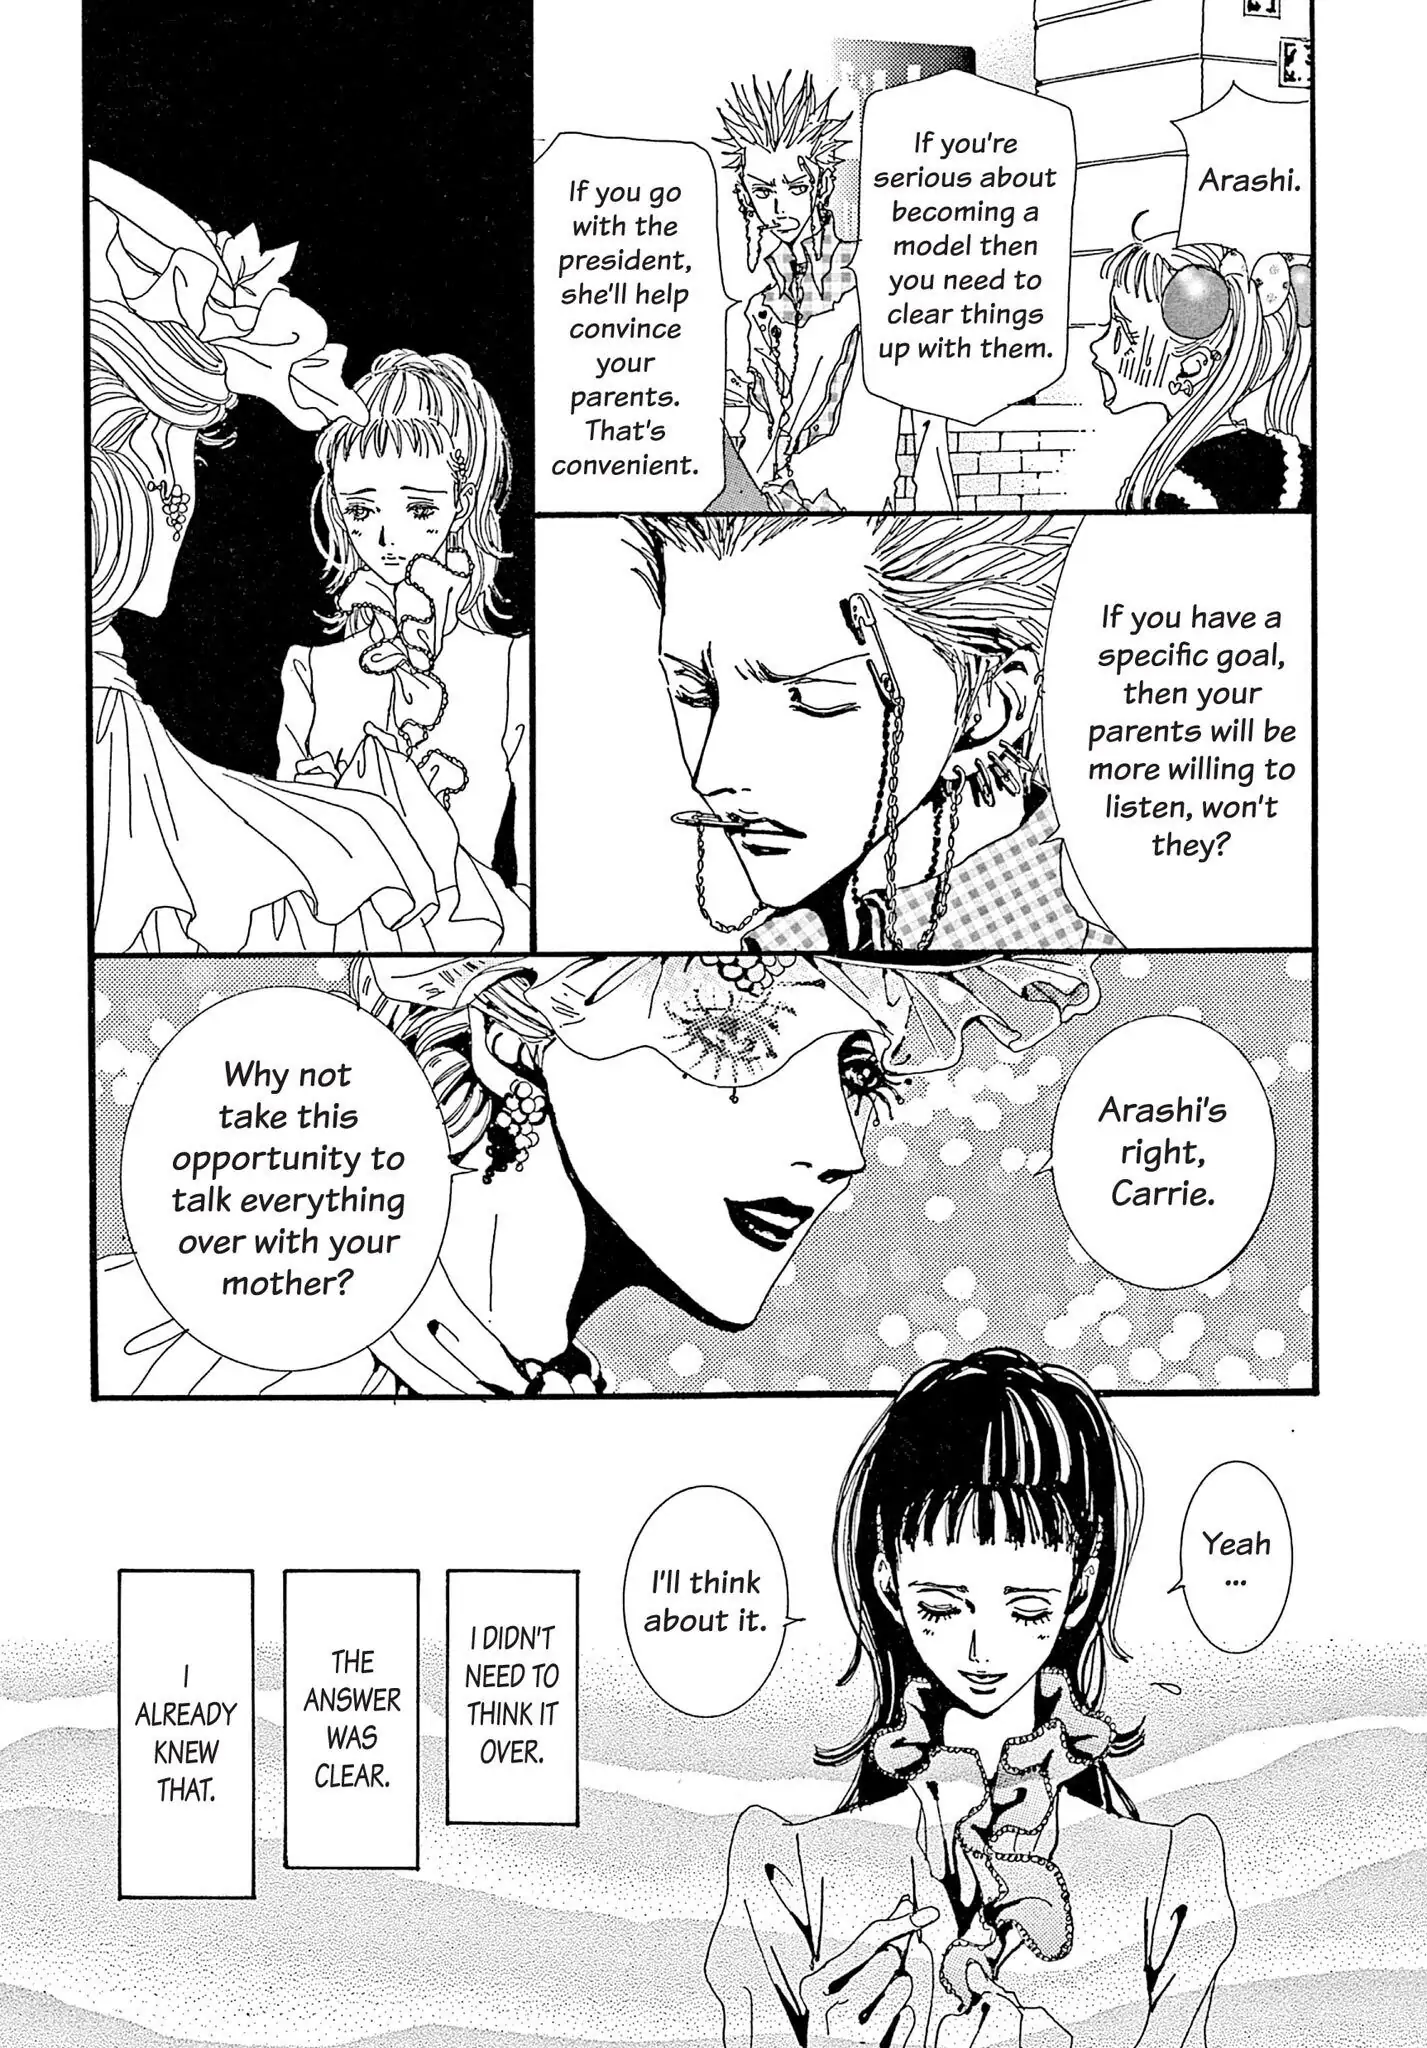 Arashi.
If you're
serious about
becoming a
model then
you need to
clear things
up with them.
If you go
with the
president,
she'll help
convince
your
parents.
That's
convenient.
If you have a
specific goal,
then your
parents will be
more willing to
listen, won't
they?
Arashi's
right,
Carrie.
Why not
take this
opportunity to
talk everything
over with your
mother?
Yeah
...
I'll think
about it.
I DIDN'T
NEED TO
THINK IT
OVER.
THE
ANSWER
WAS
CLEAR.
I
ALREADY
KNEW
THAT.